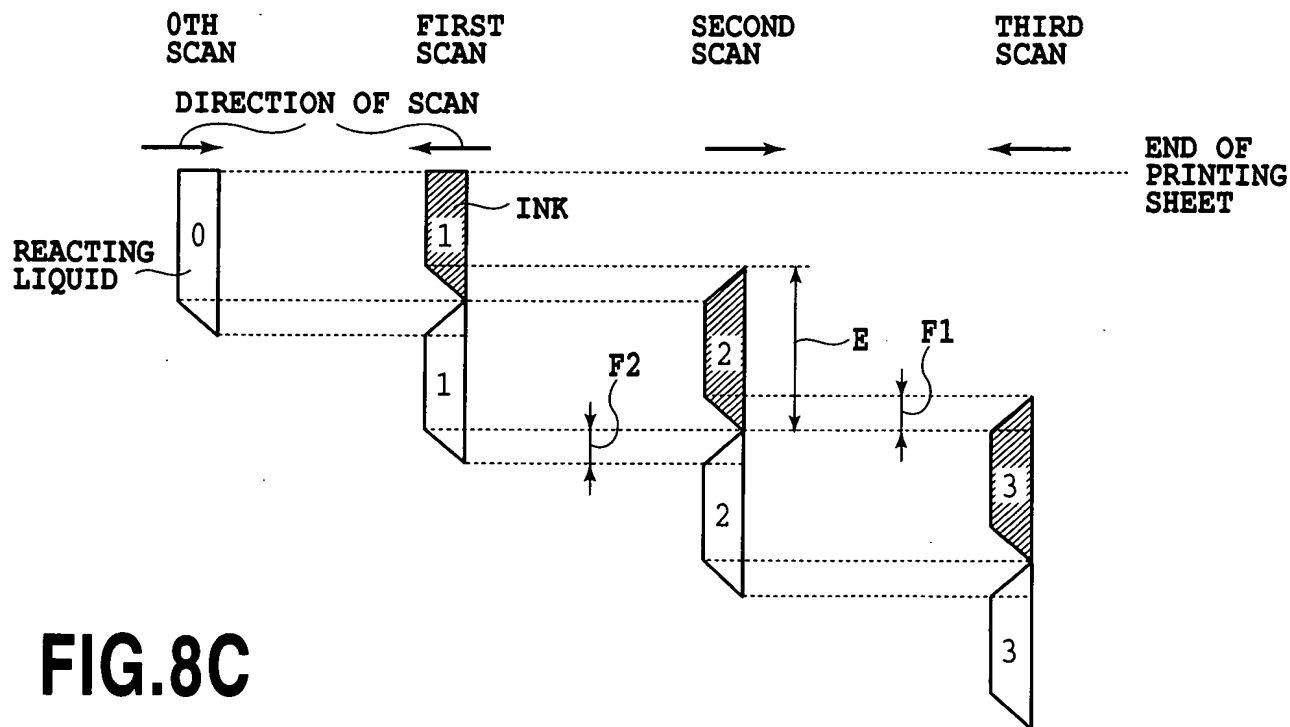 0TH
SCAN
FIRST
SCAN
SECOND
SCAN
THIRD
SCAN
DIRECTION OF SCAN
END OF
PRINTING
SHEET
INK
0
1
REACTING
LIQUID
E
F1
2
F2
1
3
2
3
FIG.8C